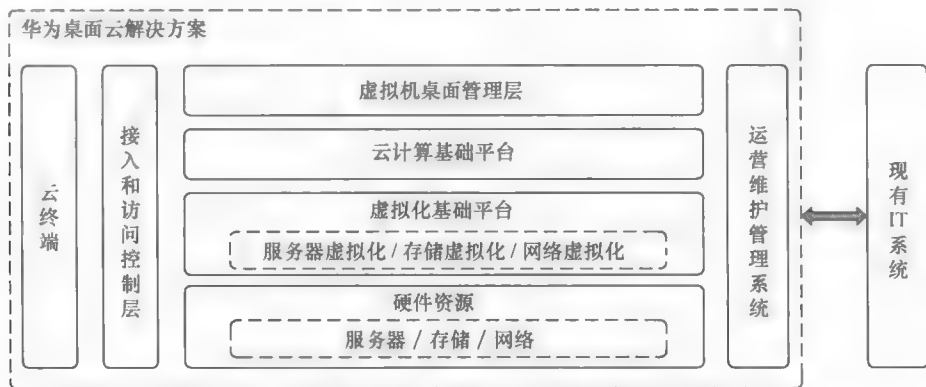 华为桌面云解决方案
云终端
接入和访问控制层
虚拟机桌面管理层
云计算基础平台
虚拟化基础平台
服务器虚拟化/存储虚拟化/网络虚拟化
硬件资源
服务器/存储/网络
运营维护管理系统
现有IT系统